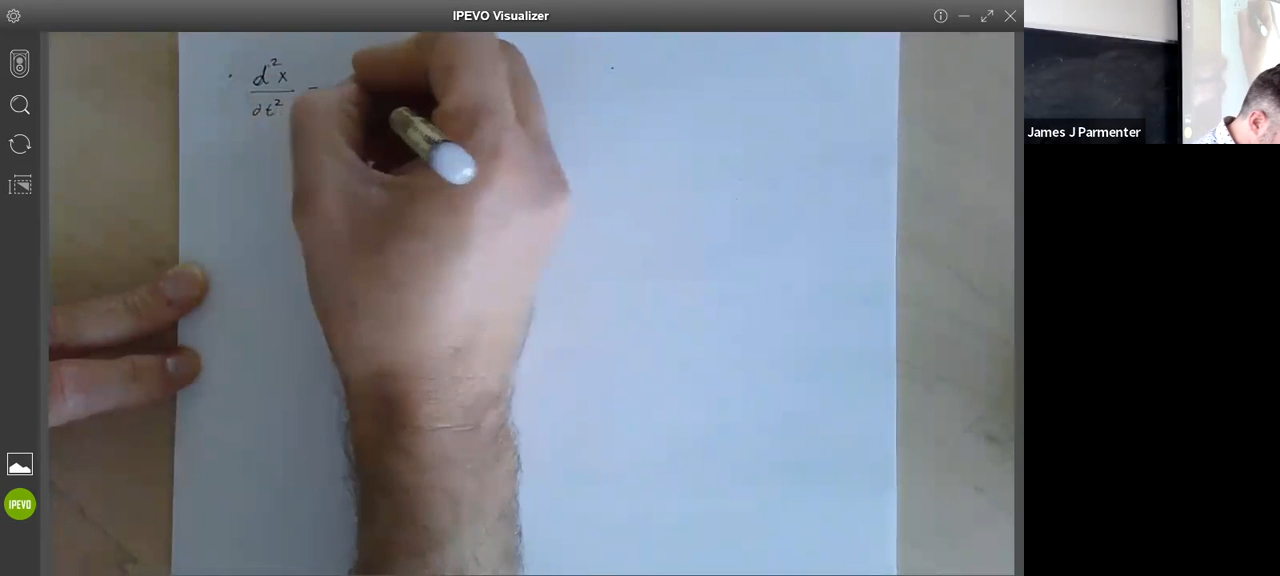 IPEVO Visualizer
d²x
dt²
-
James J Parmenter
IPEVO